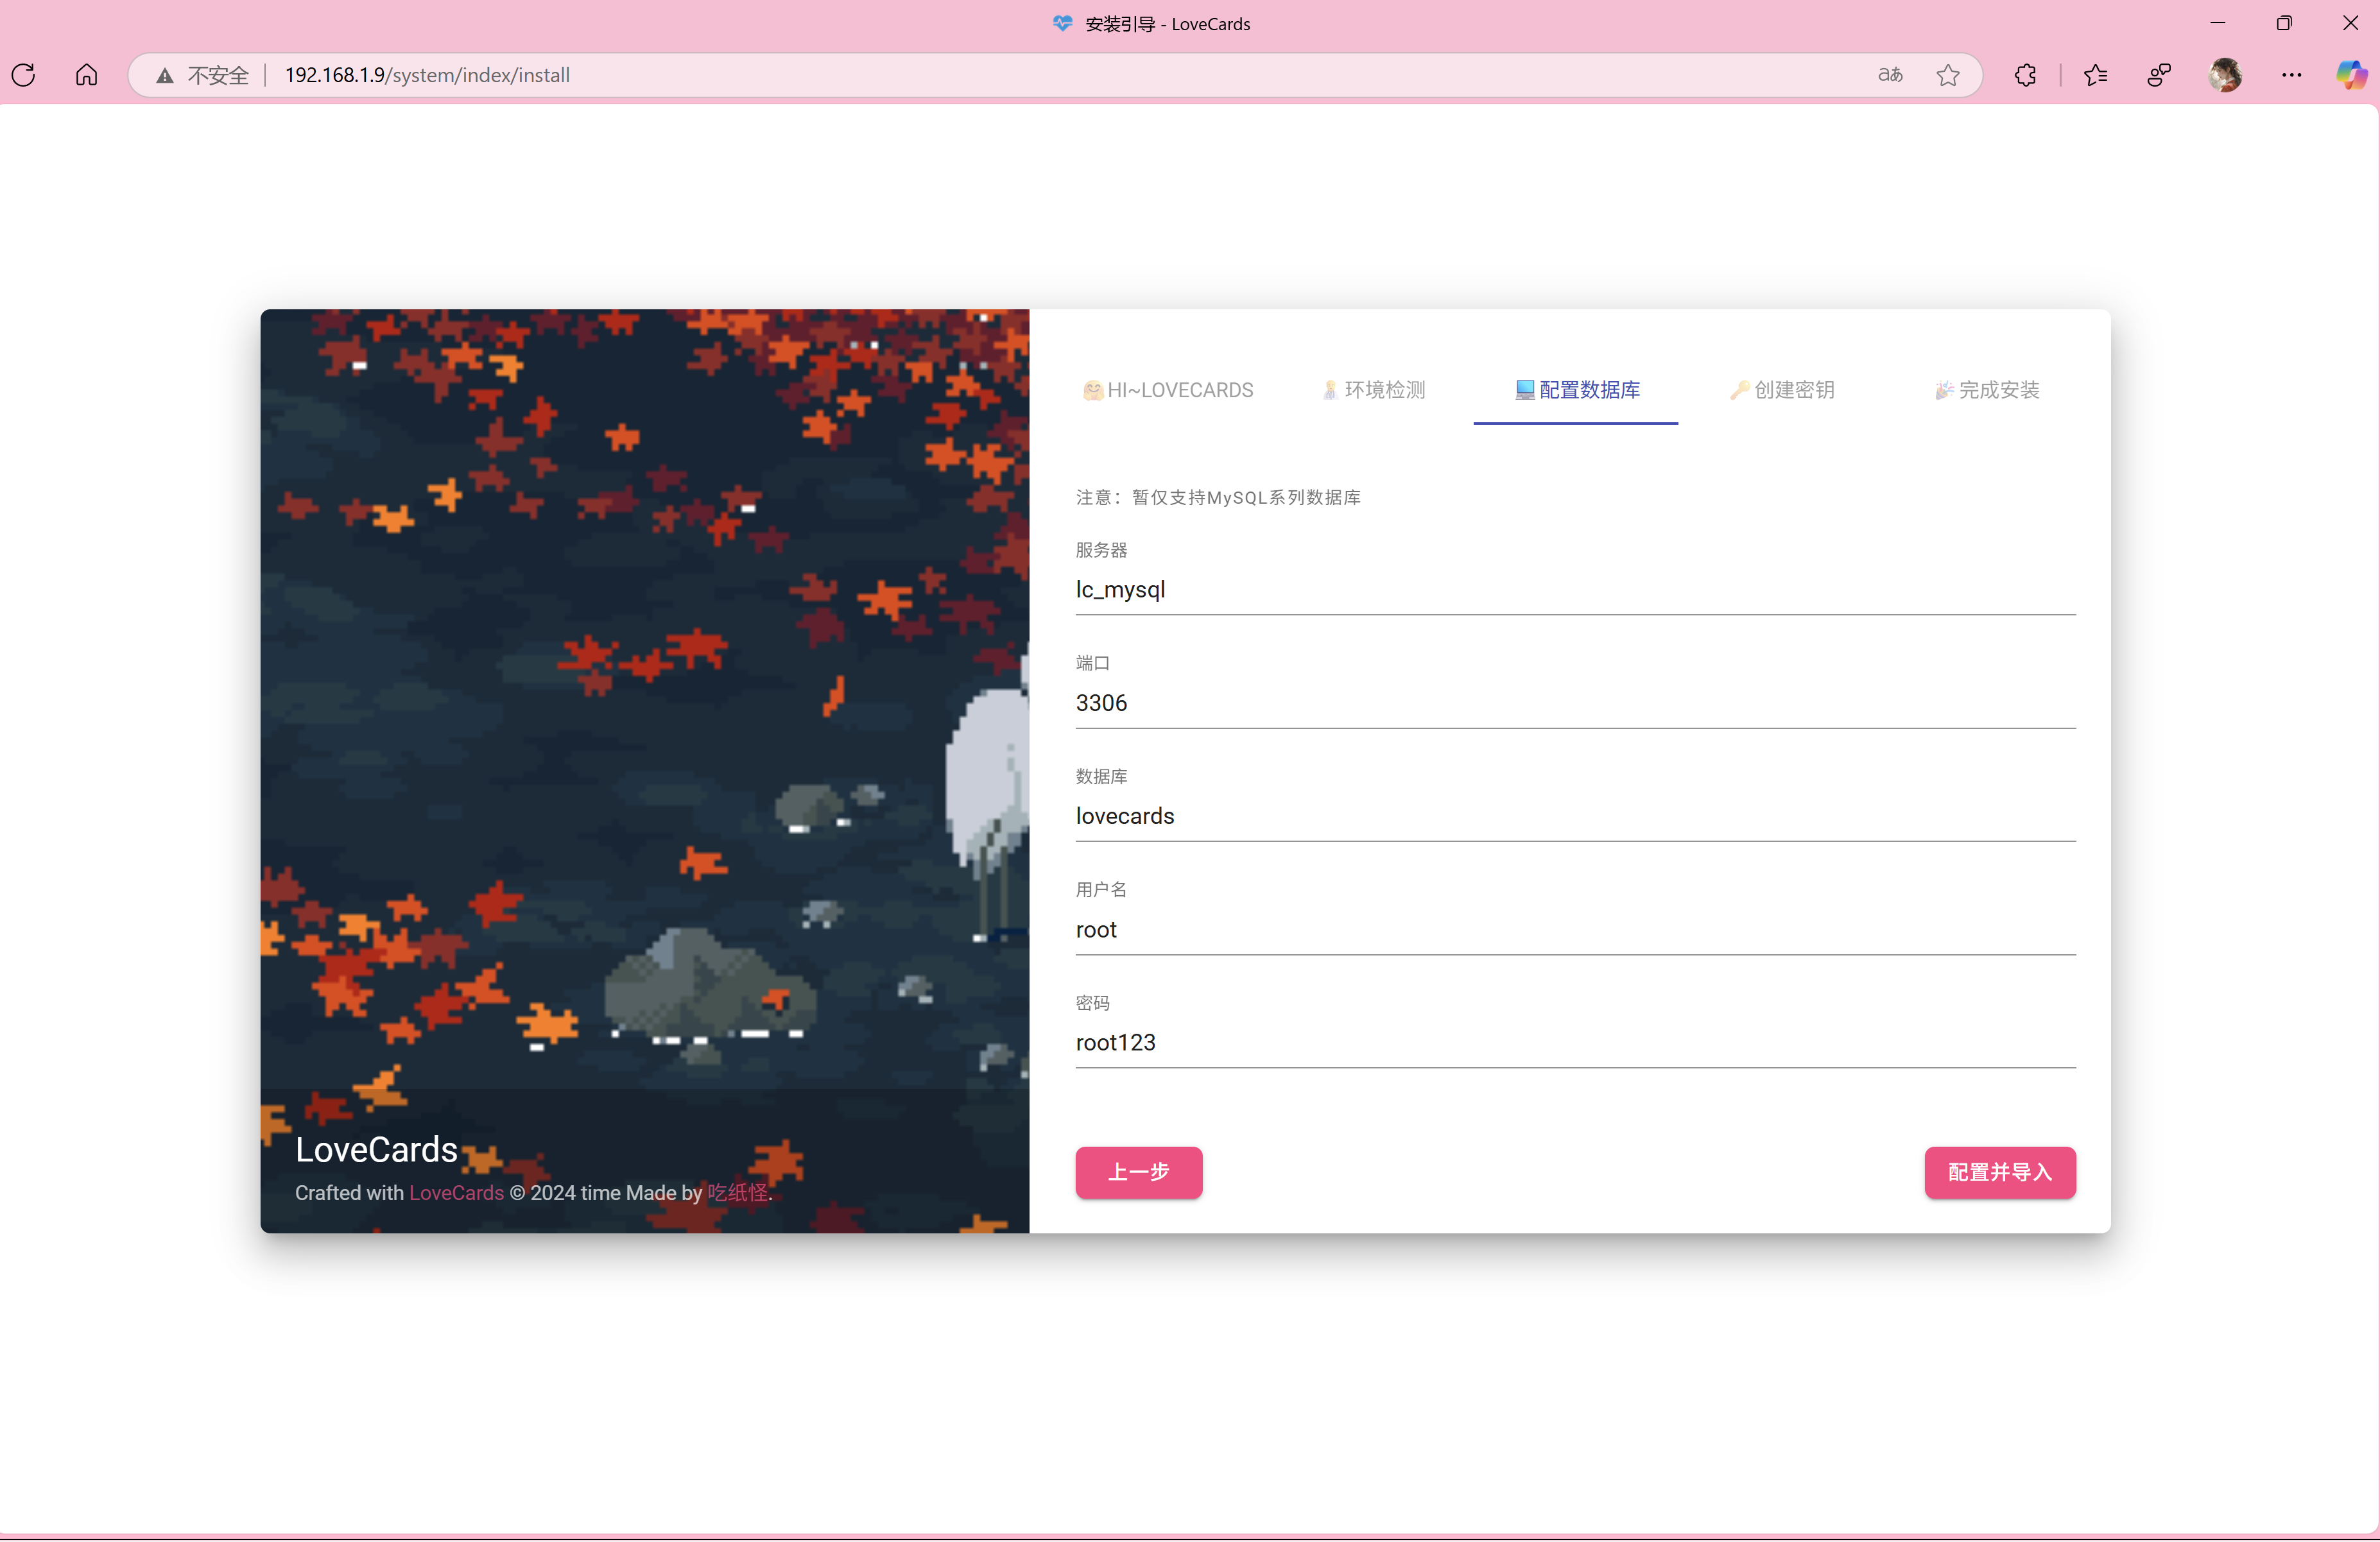 安装引导 - LoveCards
不安全
192.168.1.9/system/index/install
aあ
HI~LOVECARDS
环境检测
配置数据库
创建密钥
完成安装
注意：暂仅支持MySQL系列数据库
服务器
lc_mysql
端口
3306
数据库
lovecards
用户名
root
密码
root123
上一步
配置并导入
LoveCards
Crafted with LoveCards © 2024 time Made by 吃纸怪.